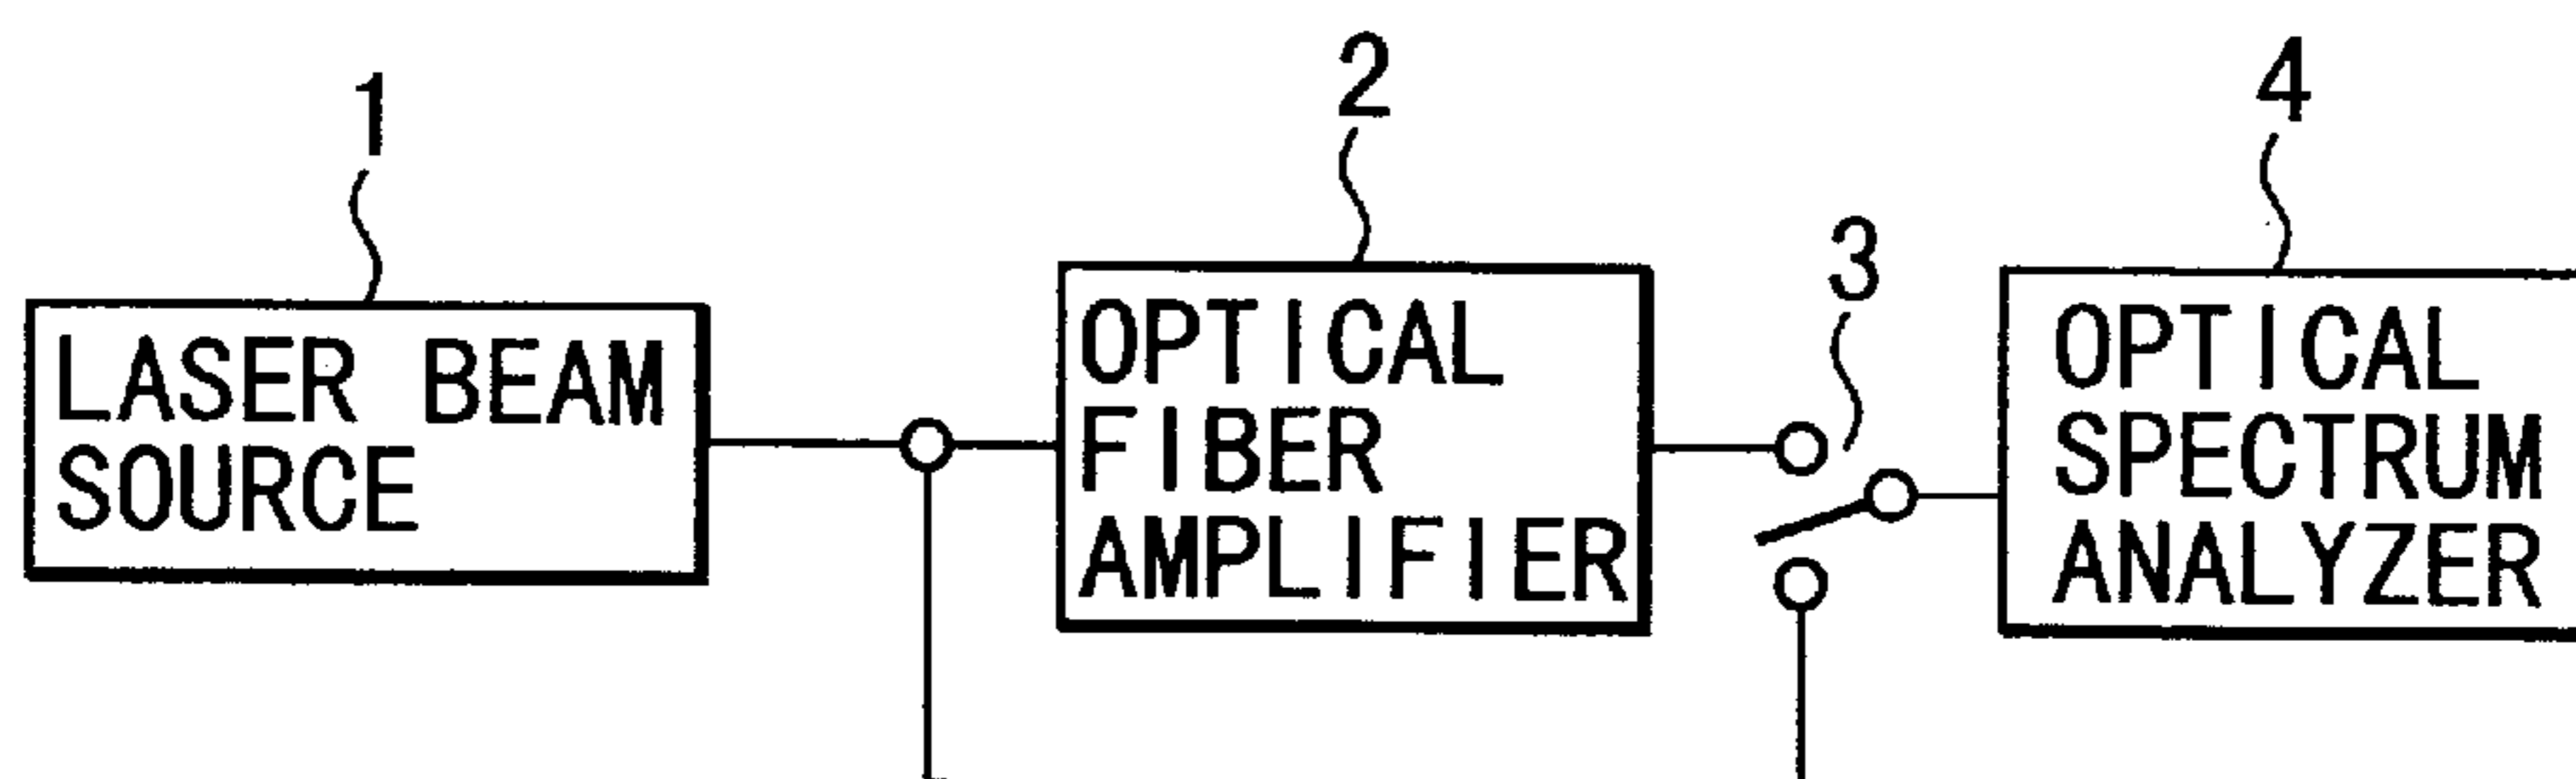 1
2
3
4
LASER BEAM
SOURCE
OPTICAL
FIBER
AMPLIFIER
OPTICAL
SPECTRUM
ANALYZER